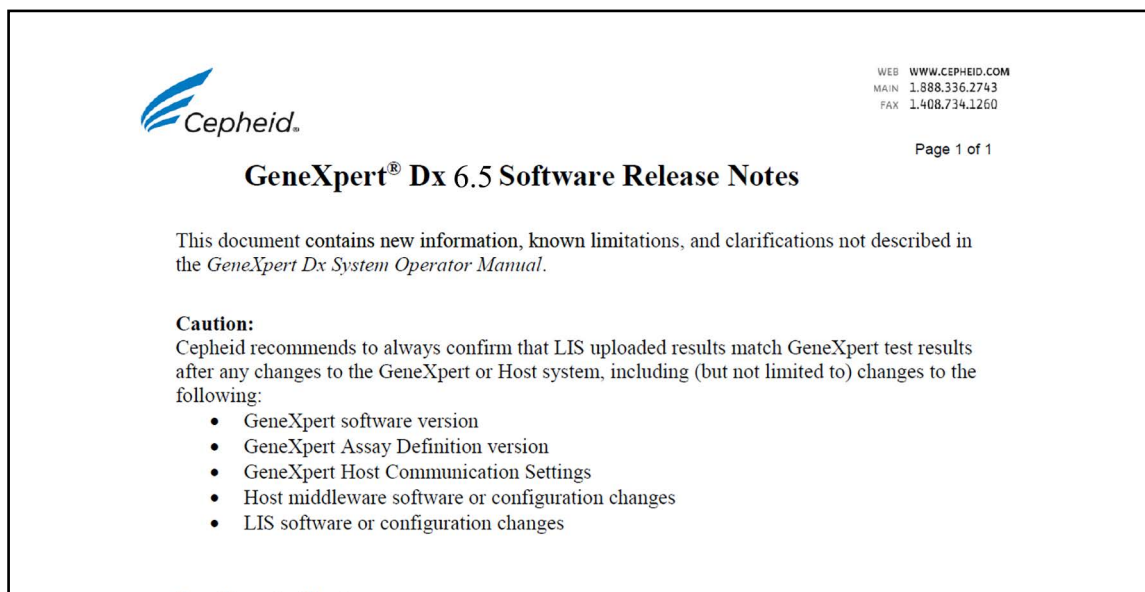 WEB WWW.CEPHEID.COM
MAIN 1.888.336.2743
FAX 1.408.734.1260
Cepheid®
Page 1 of 1
GeneXpert® Dx 6.5 Software Release Notes
This document contains new information, known limitations, and clarifications not described in
the GeneXpert Dx System Operator Manual.
Caution:
Cepheid recommends to always confirm that LIS uploaded results match GeneXpert test results
after any changes to the GeneXpert or Host system, including (but not limited to) changes to the
following:
• GeneXpert software version
• GeneXpert Assay Definition version
• GeneXpert Host Communication Settings
• Host middleware software or configuration changes
• LIS software or configuration changes